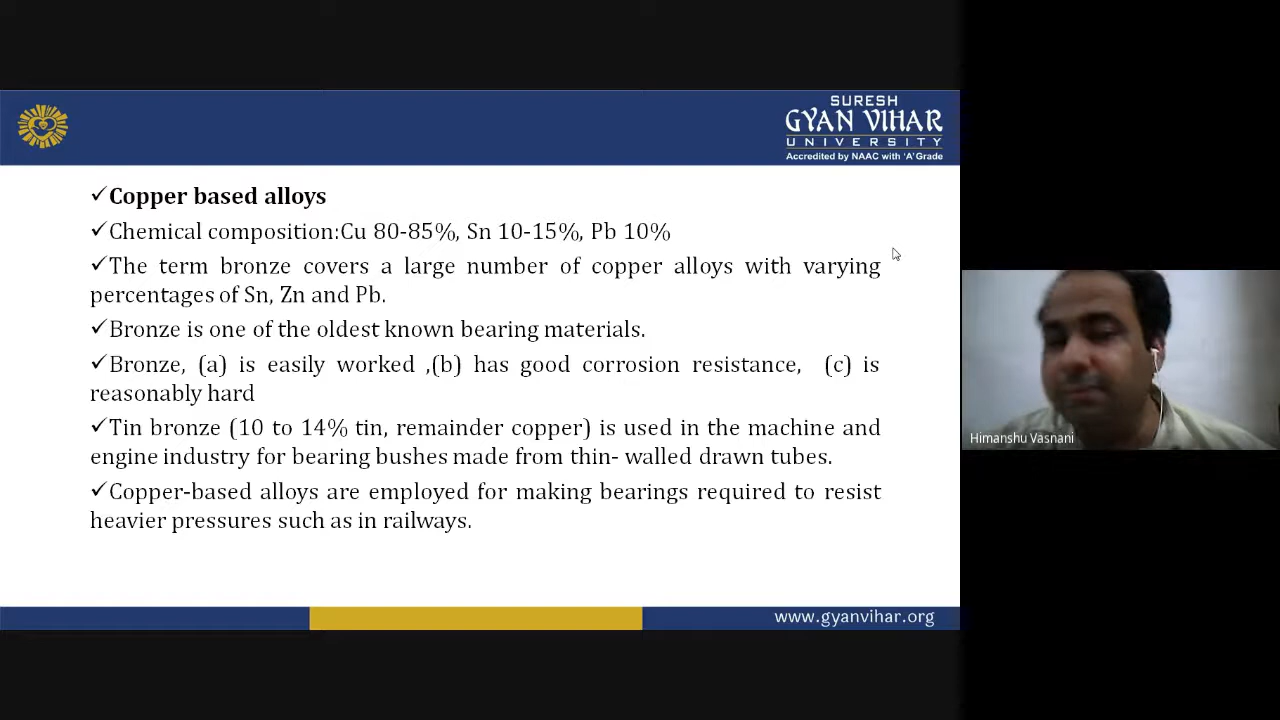 SURESH
GYAN VIHAR
UNIVERSITY
Accredited by NAAC with 'A' Grade
✓Copper based alloys
✓Chemical composition:Cu 80-85%, Sn 10-15%, Pb 10%
✓The term bronze covers a large number of copper alloys with varying
percentages of Sn, Zn and Pb.
✓Bronze is one of the oldest known bearing materials.
✓Bronze, (a) is easily worked ,(b) has good corrosion resistance, (c) is
reasonably hard
✓Tin bronze (10 to 14% tin, remainder copper) is used in the machine and
engine industry for bearing bushes made from thin- walled drawn tubes.
✓Copper-based alloys are employed for making bearings required to resist
heavier pressures such as in railways.
www.gyanvihar.org
Himanshu Vasnani